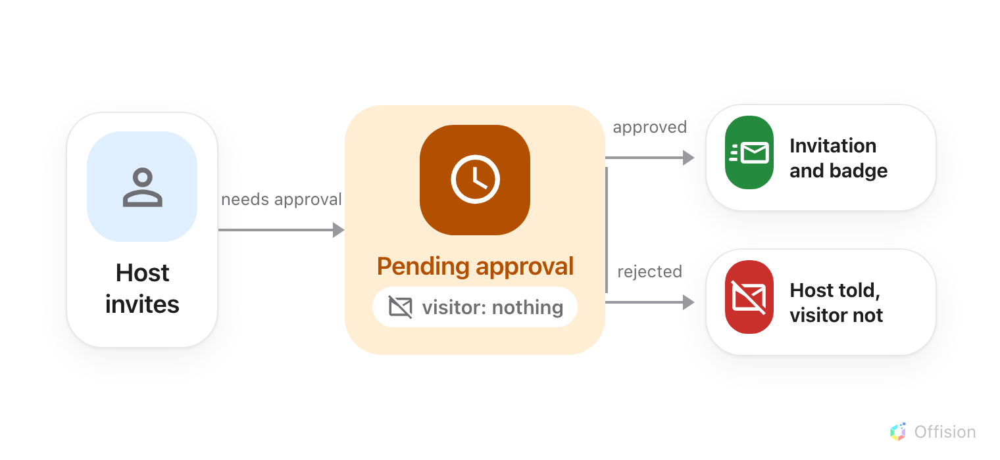 Host
invites
needs approval
Pending approval
visitor: nothing
approved
Invitation
and badge
rejected
Host told,
visitor not
Offision